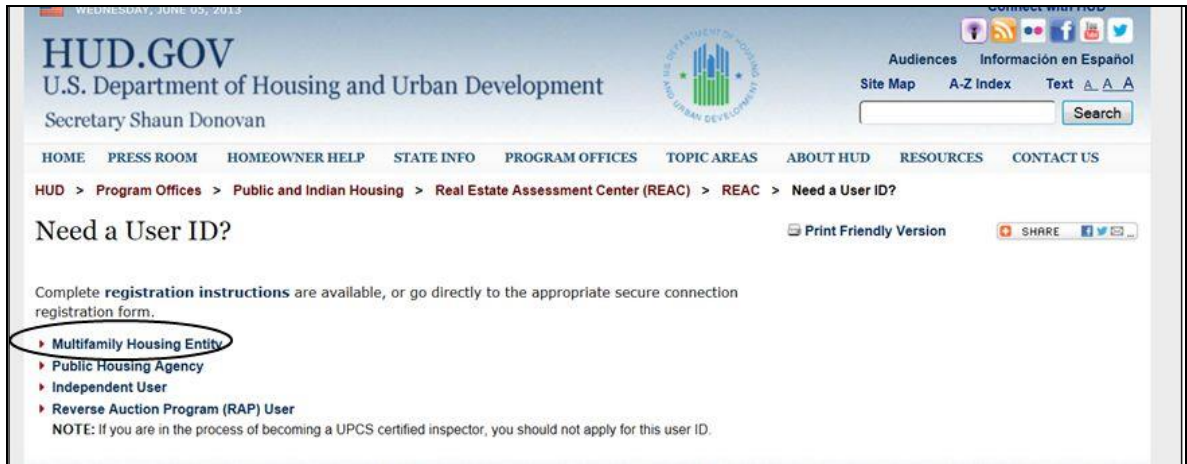 WEDNESDAY, JUNE 05, 2013
Connect with HUD
HUD.GOV
U.S. Department of Housing and Urban Development
Secretary Shaun Donovan
U.S. DEPARTMENT OF HOUSING AND URBAN DEVELOPMENT
Audiences Información en Español
Site Map A-Z Index Text A A A
Search
HOME PRESS ROOM HOMEOWNER HELP STATE INFO PROGRAM OFFICES TOPIC AREAS ABOUT HUD RESOURCES CONTACT US
HUD > Program Offices > Public and Indian Housing > Real Estate Assessment Center (REAC) > REAC > Need a User ID?
Need a User ID?
Print Friendly Version
SHARE ...
Complete registration instructions are available, or go directly to the appropriate secure connection
registration form.
Multifamily Housing Entity
Public Housing Agency
Independent User
Reverse Auction Program (RAP) User
NOTE: If you are in the process of becoming a UPCS certified inspector, you should not apply for this user ID.